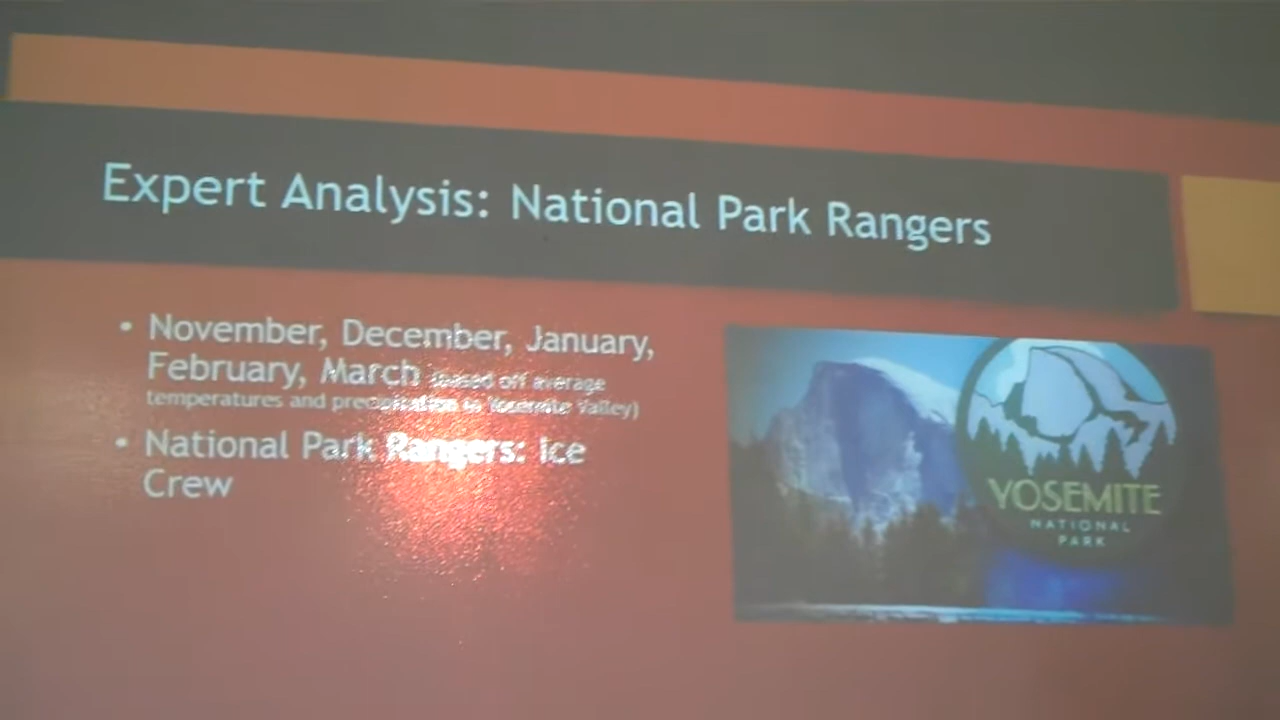 Expert Analysis: National Park Rangers
• November, December, January,
February, March (based off average
temperatures and precipitation in Yosemite Valley)
• National Park Rangers: Ice
Crew
YOSEMITE
NATIONAL
PARK